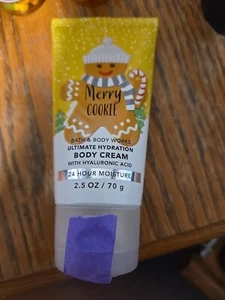 Merry
COOKIE
BATH & BODY WORKS
ULTIMATE HYDRATION
BODY CREAM
WITH HYALURONIC ACID
24 HOUR MOISTURE
2.5 OZ / 70 g